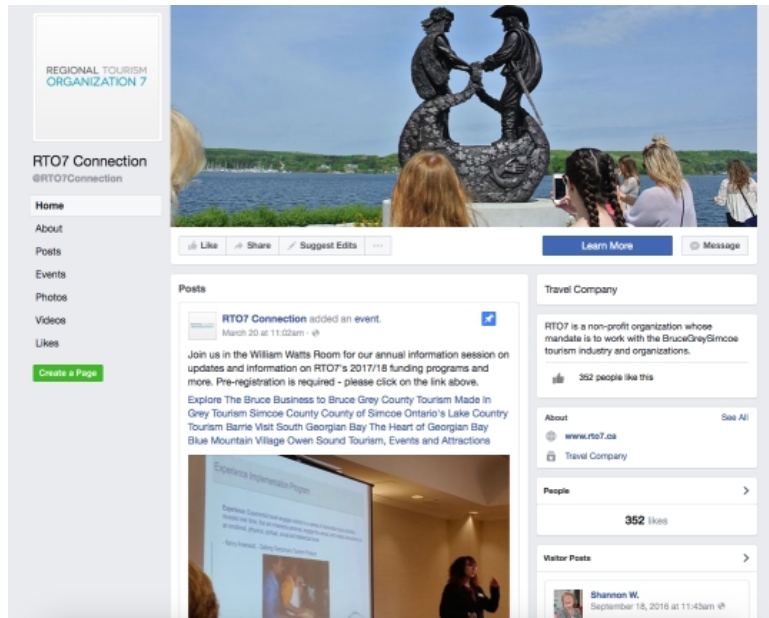 REGIONAL TOURISM
ORGANIZATION 7
RTO7 Connection
@RTO7Connection
Home
About
Posts
Events
Photos
Videos
Likes
Create a Page
Like
Share
Suggest Edits
...
Learn More
Message
Posts
RTO7 Connection added an event.
March 20 at 11:02am ·
Join us in the William Watts Room for our annual information session on
updates and information on RTO7's 2017/18 funding programs and
more. Pre-registration is required - please click on the link above.
Explore The Bruce Business to Bruce Grey County Tourism Made In
Grey Tourism Simcoe County County of Simcoe Ontario's Lake Country
Tourism Barrie Visit South Georgian Bay The Heart of Georgian Bay
Blue Mountain Village Owen Sound Tourism, Events and Attractions
Experience Implementation Program
Travel Company
RTO7 is a non-profit organization whose
mandate is to work with the BruceGreySimcoe
tourism industry and organizations.
352 people like this
About
See All
www.rto7.ca
Travel Company
People
352 likes
Visitor Posts
Shannon W.
September 18, 2016 at 11:43am